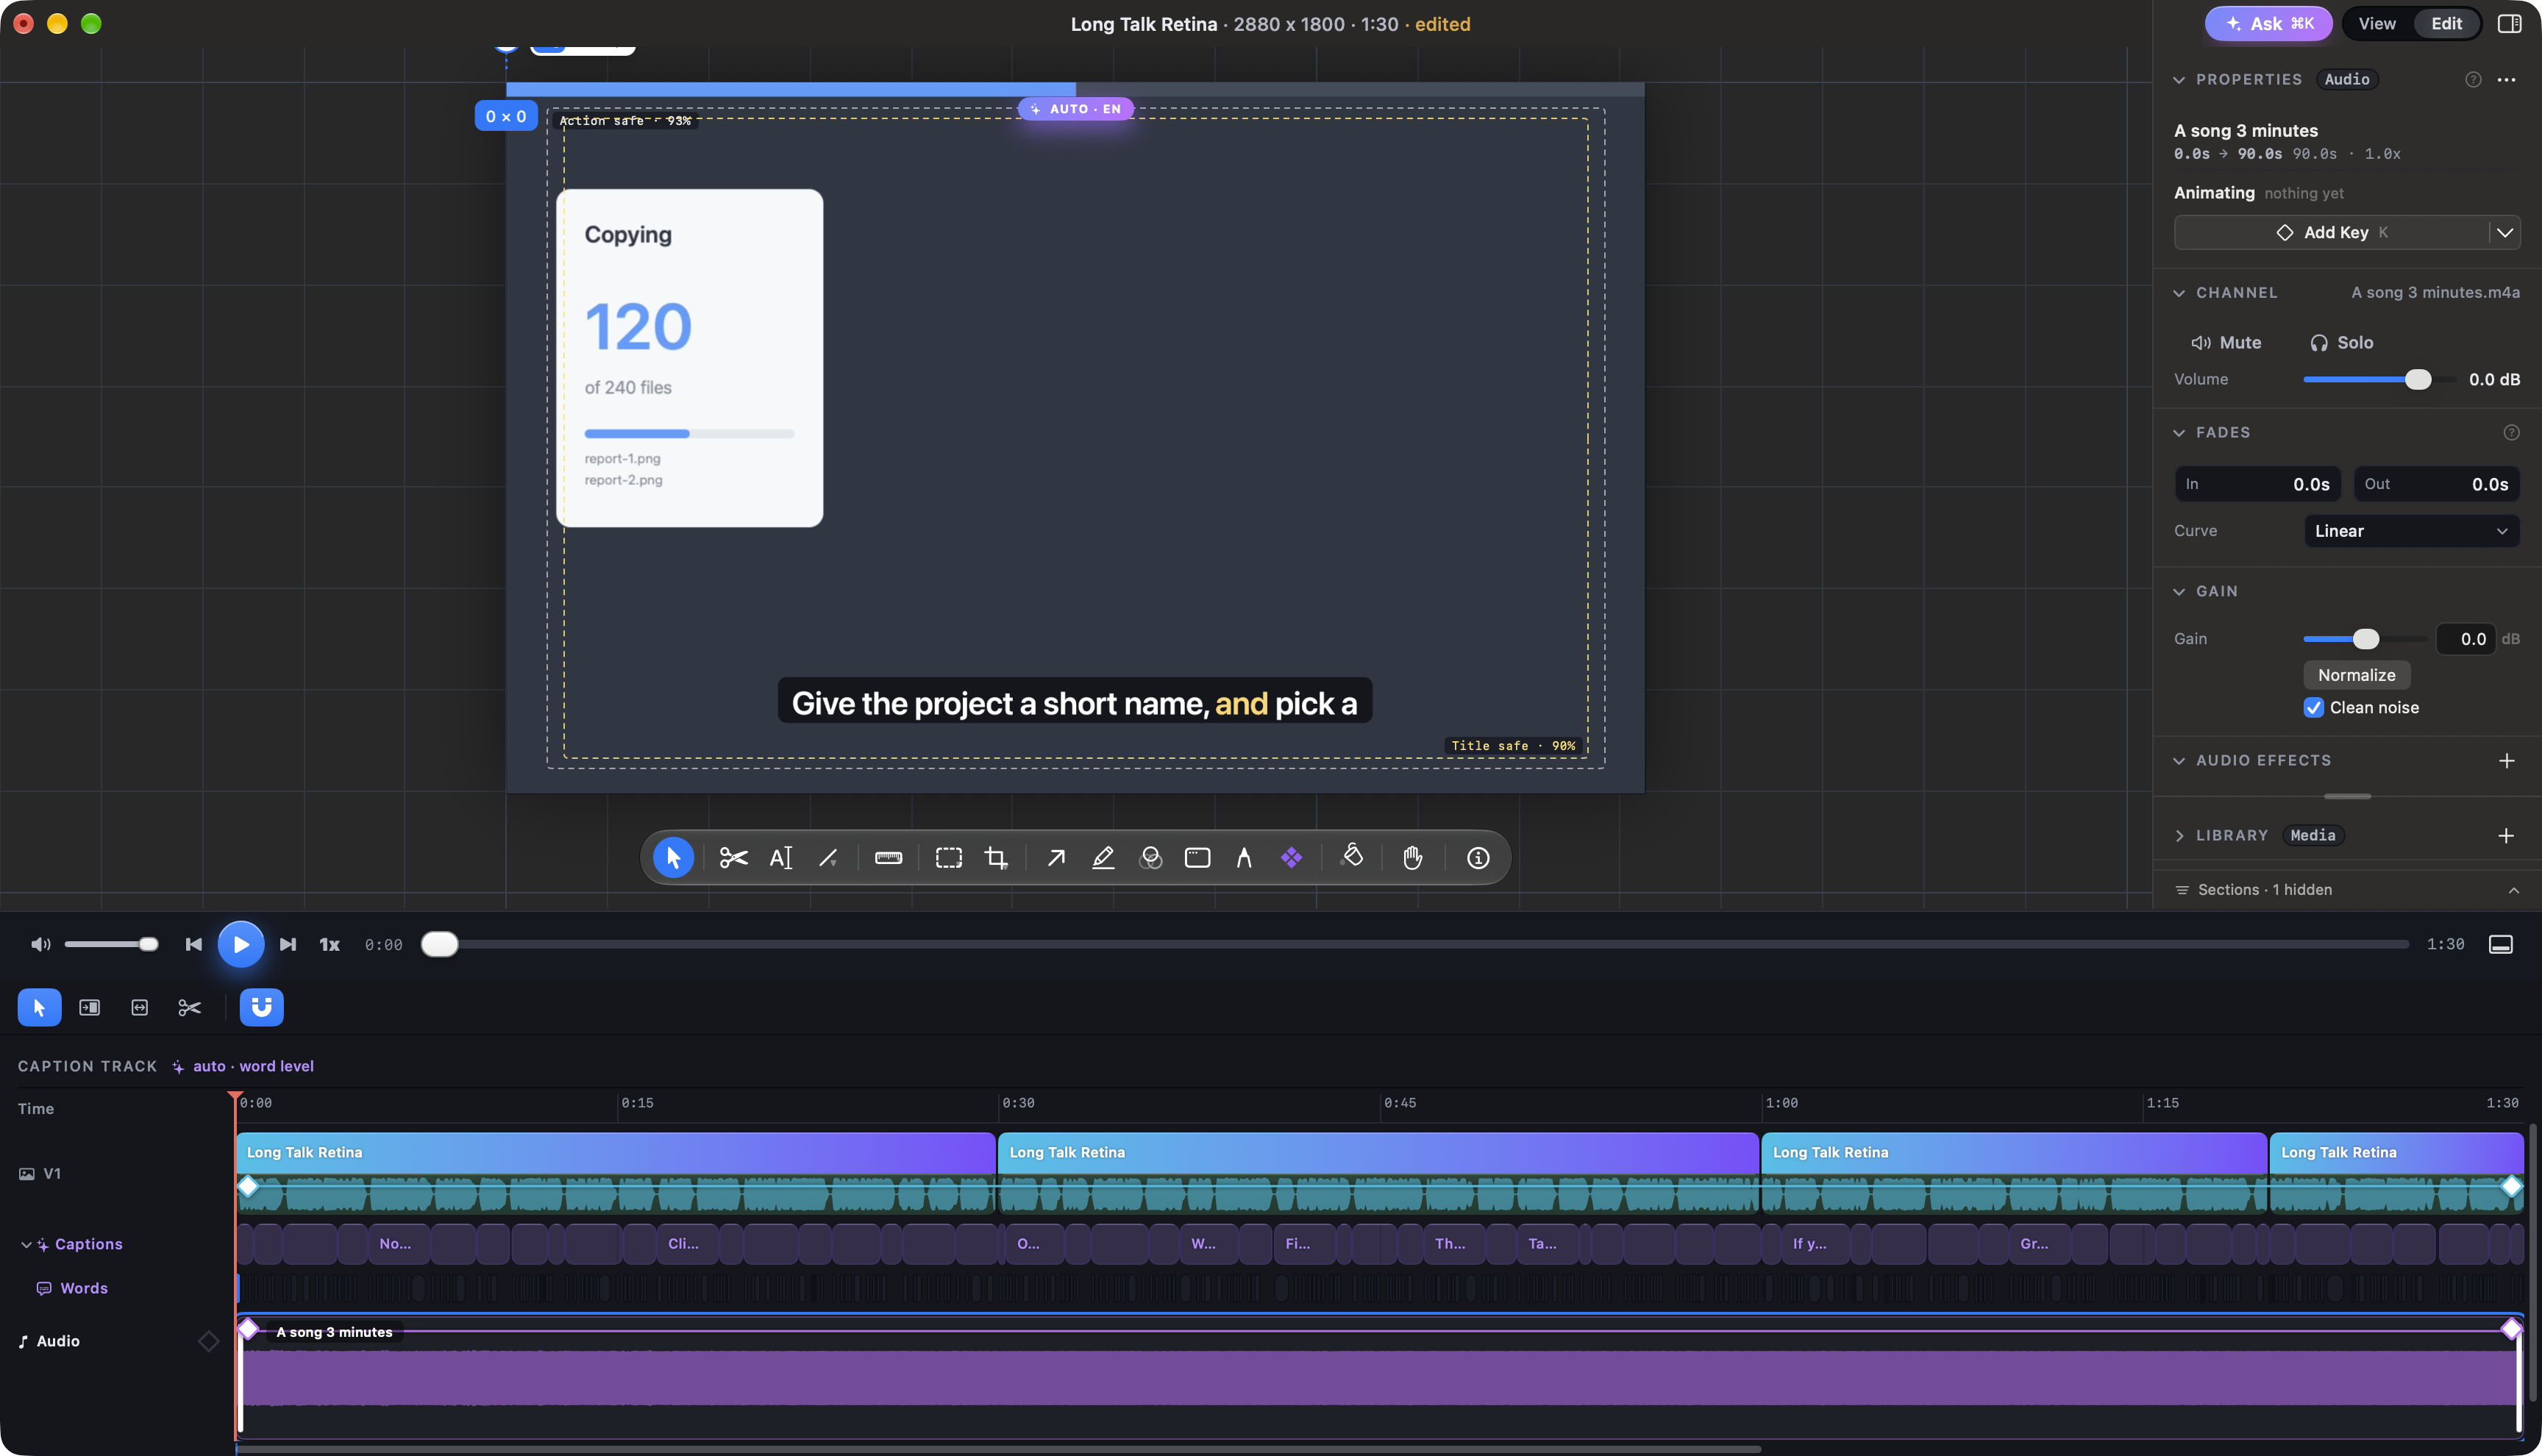 Long Talk Retina · 2880 x 1800 · 1:30 · edited
Ask ⌘K
View
Edit
PROPERTIES
Audio
A song 3 minutes
0.0s → 90.0s 90.0s · 1.0x
Animating nothing yet
Add Key K
CHANNEL
A song 3 minutes.m4a
Mute
Solo
Volume
0.0 dB
FADES
In 0.0s
Out 0.0s
Curve
Linear
GAIN
Gain
0.0 dB
Normalize
Clean noise
AUDIO EFFECTS
LIBRARY
Media
Sections · 1 hidden
0 × 0
Action safe · 93%
AUTO · EN
Copying
120
of 240 files
report-1.png
report-2.png
Give the project a short name, and pick a
Title safe · 90%
1x
0:00
1:30
CAPTION TRACK
auto · word level
Time
0:00
0:15
0:30
0:45
1:00
1:15
1:30
V1
Long Talk Retina
Long Talk Retina
Long Talk Retina
Long Talk Retina
Captions
No...
Cli...
O...
W...
Fi...
Th...
Ta...
If y...
Gr...
Words
Audio
A song 3 minutes